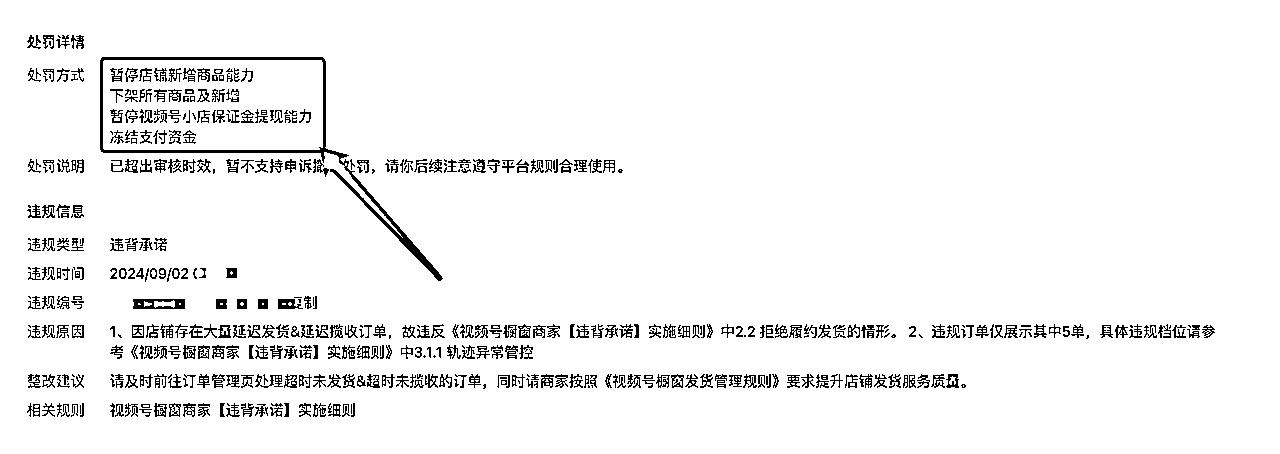 处罚详情
处罚方式 暂停店铺新增商品能力
下架所有商品及新增
暂停视频号小店保证金提现能力
冻结支付资金
处罚说明 已超出审核时效，暂不支持申诉 处罚，请你后续注意遵守平台规则合理使用。
违规信息
违规类型 违背承诺
违规时间 2024/09/02
违规编号 复制
违规原因 1、因店铺存在大量延迟发货&延迟揽收订单，故违反《视频号橱窗商家【违背承诺】实施细则》中2.2 拒绝履约发货的情形。 2、违规订单仅展示其中5单，具体违规档位请参
考《视频号橱窗商家【违背承诺】实施细则》中3.1.1 轨迹异常管控
整改建议 请及时前往订单管理页处理超时未发货&超时未揽收的订单，同时请商家按照《视频号橱窗发货管理规则》要求提升店铺发货服务质量。
相关规则 视频号橱窗商家【违背承诺】实施细则